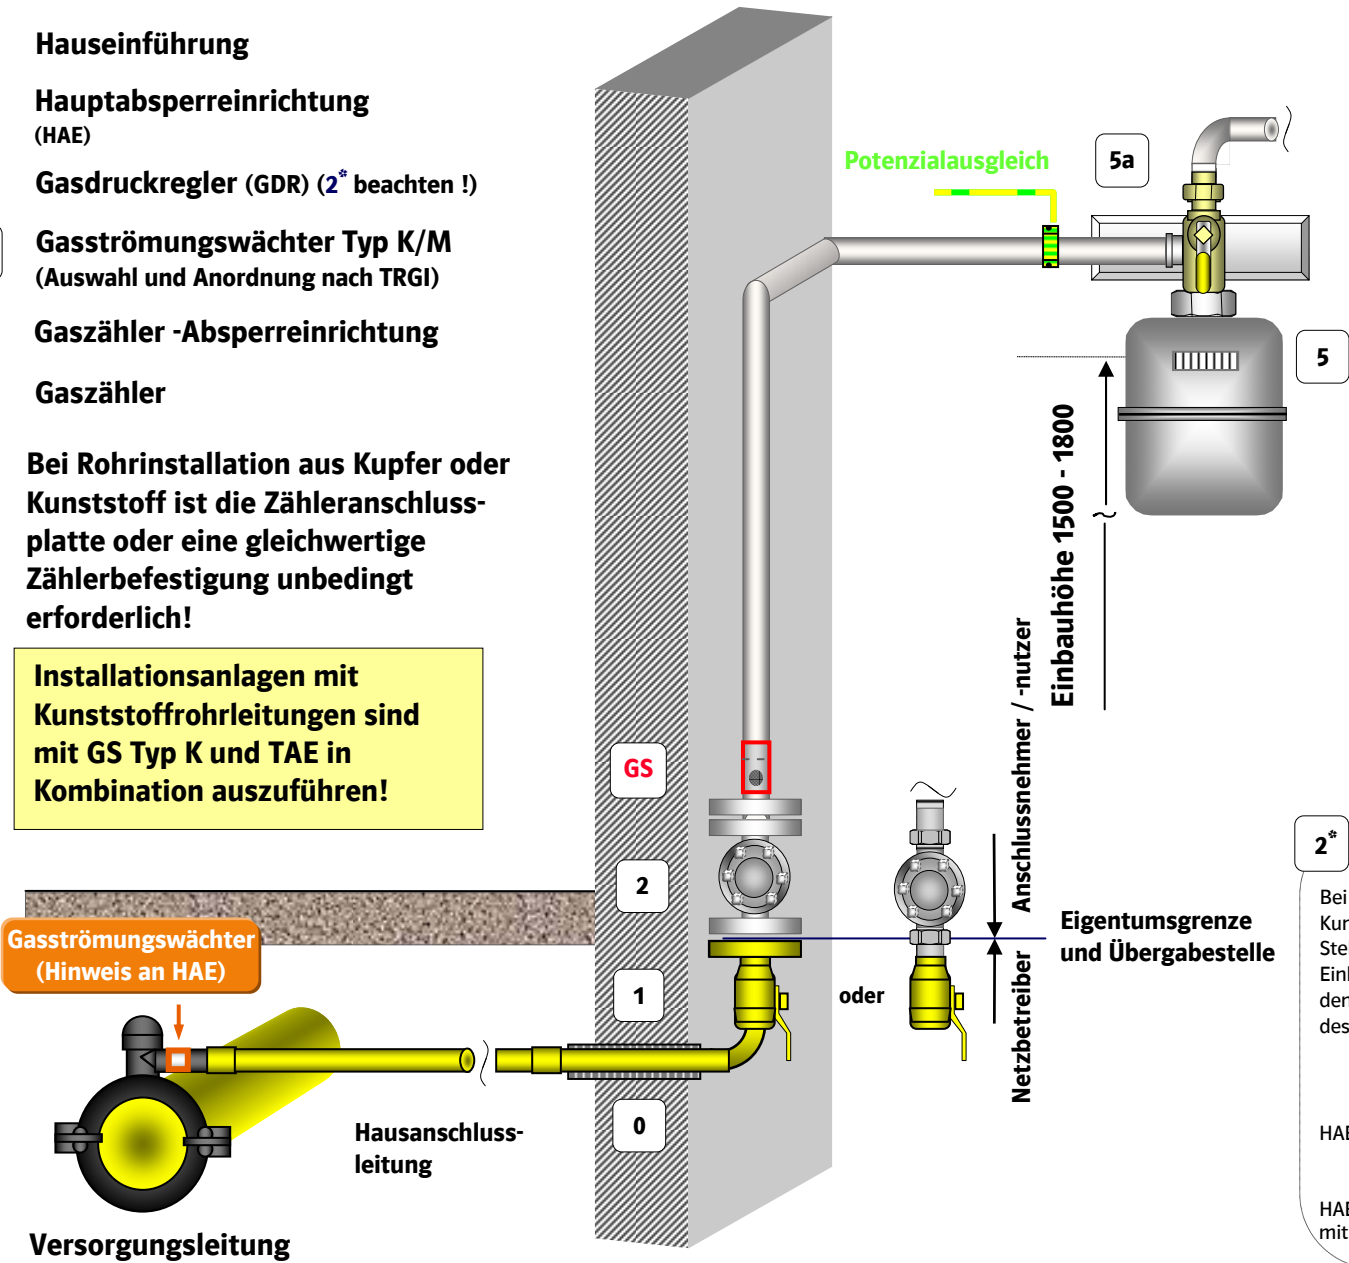 Hauseinführung
Hauptabsperreinrichtung
(HAE)
Gasdruckregler (GDR) (2* beachten !)
Gasströmungswächter Typ K/M
(Auswahl und Anordnung nach TRGI)
Gaszähler -Absperreinrichtung
Gaszähler
Bei Rohrinstallation aus Kupfer oder
Kunststoff ist die Zähleranschluss-
platte oder eine gleichwertige
Zählerbefestigung unbedingt
erforderlich!
Installationsanlagen mit
Kunststoffrohrleitungen sind
mit GS Typ K und TAE in
Kombination auszuführen!
Gasströmungswächter
(Hinweis an HAE)
Hausanschluss-
leitung
Versorgungsleitung
GS
2
1
0
oder
Potenzialausgleich
5a
5
Einbauhöhe 1500 - 1800
Anschlussnehmer / -nutzer
Netzbetreiber
Eigentumsgrenze
und Übergabestelle
2*
Bei
HAE
mit